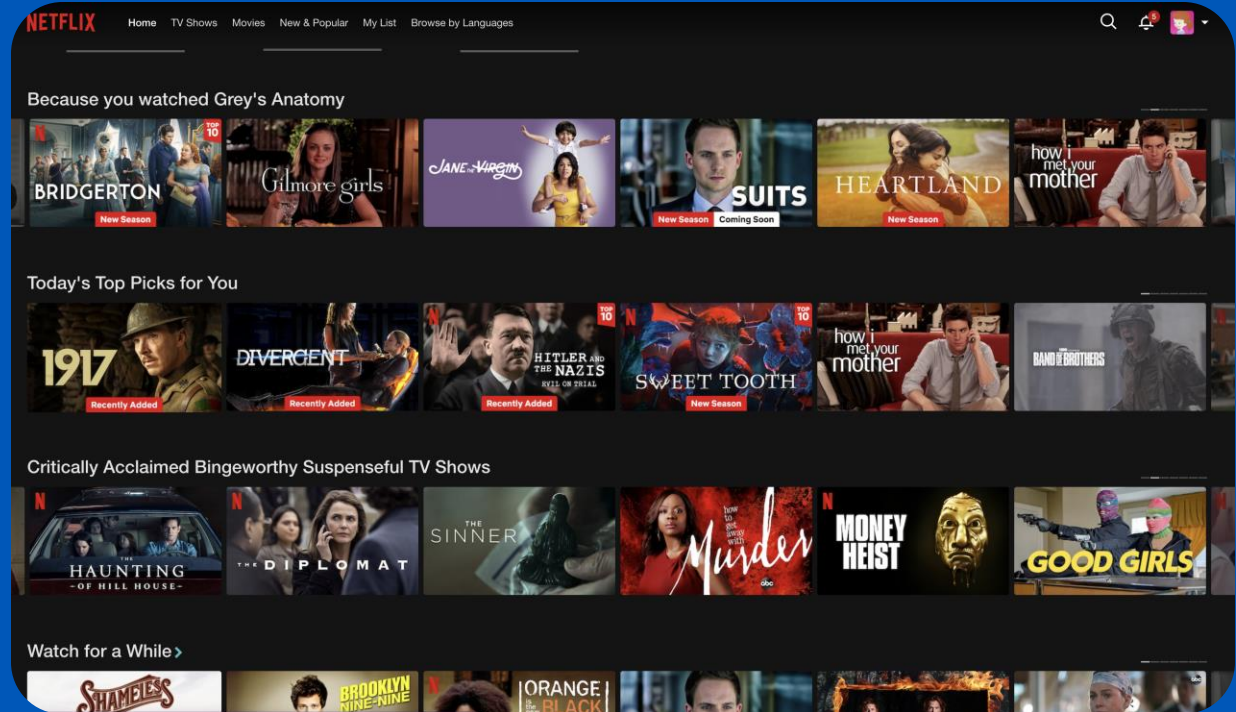 NETFLIX Home TV Shows Movies New & Popular My List Browse by Languages 5
Because you watched Grey's Anatomy
N TOP 10
BRIDGERTON
New Season
Gilmore girls
JANE THE VIRGIN
SUITS
New Season Coming Soon
HEARTLAND
New Season
how i
met your
mother
Today's Top Picks for You
1917
Recently Added
DIVERGENT
N TOP 10
HITLER AND
THE NAZIS
EVIL ON TRIAL
Recently Added
N TOP 10
SWEET TOOTH
New Season
how i
met your
mother
BAND OF BROTHERS
Critically Acclaimed Bingeworthy Suspenseful TV Shows
N
THE
HAUNTING
-OF HILL HOUSE-
N
THE DIPLOMAT
THE
SINNER
how
to
get
away
with
Murder
abc
N
MONEY
HEIST
GOOD GIRLS
Watch for a While >
SHAMELESS
BROOKLYN
NINE-NINE
N
ORANGE
is
the
new
BLACK
abc